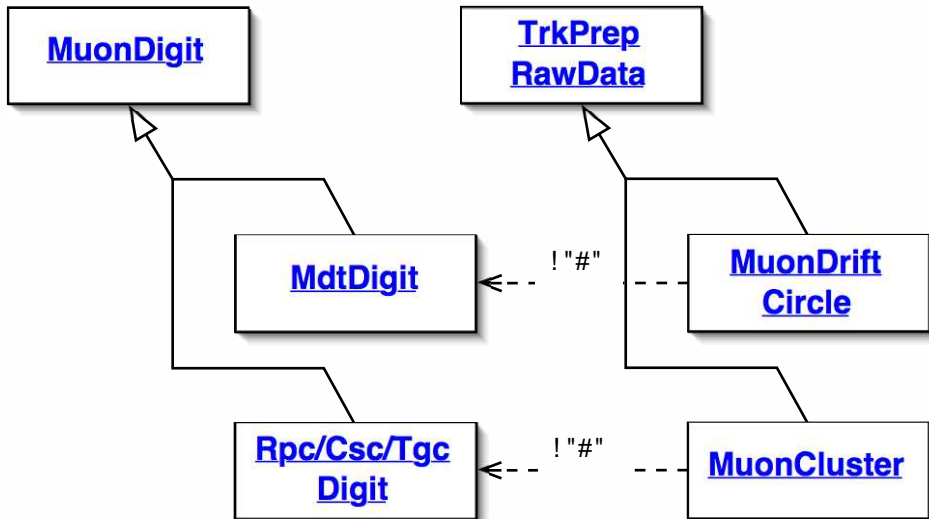 MuonDigit
TrkPrep
RawData
MdtDigit
!"#"
MuonDrift
Circle
Rpc/Csc/Tgc
Digit
!"#"
MuonCluster